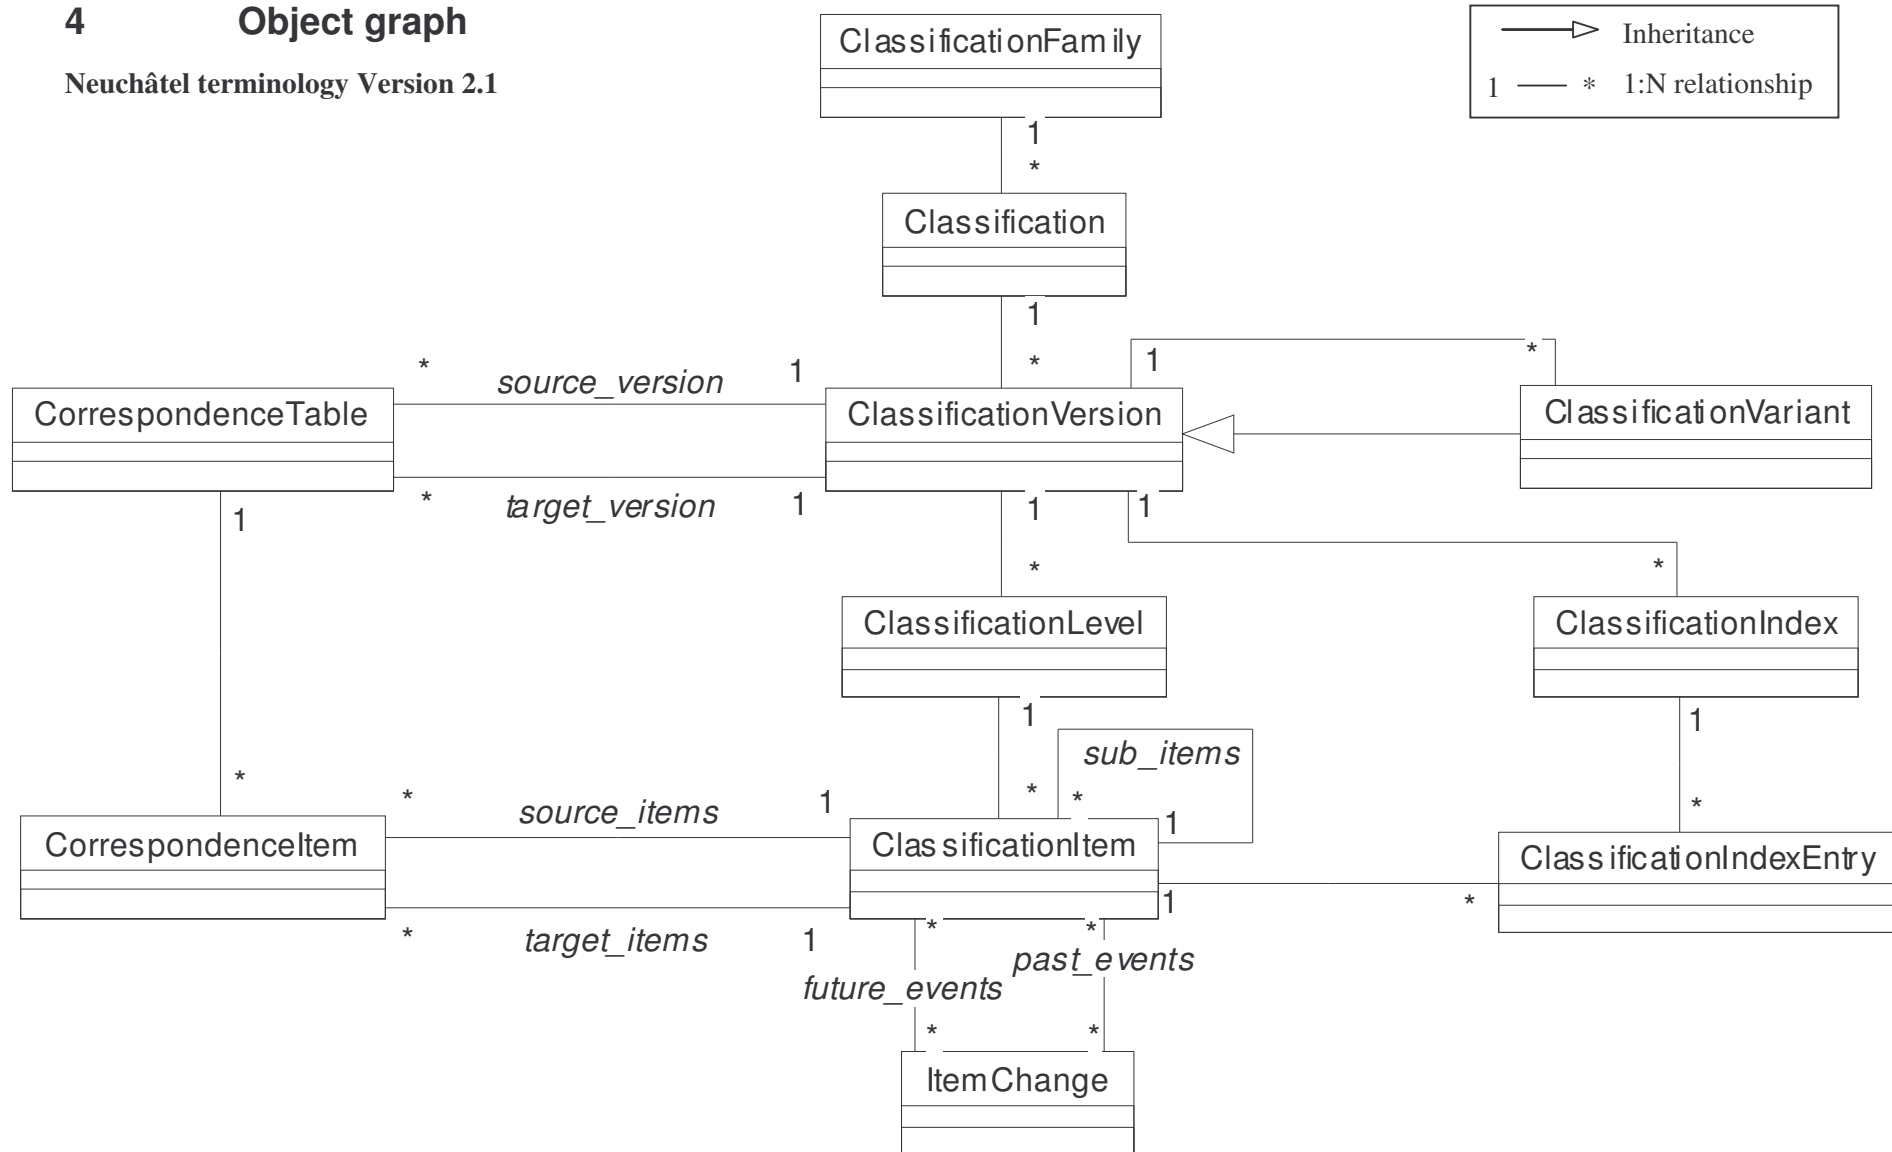 4 Object graph
Neuchâtel terminology Version 2.1
Inheritance
1 * 1:N relationship
ClassificationFamily
1
*
Classification
1
*
1
*
*
source_version
1
CorrespondenceTable
ClassificationVersion
ClassificationVariant
*
target_version
1
1
1
1
*
*
ClassificationLevel
ClassificationIndex
1
1
sub_items
*
*
*
*
source_items
1
*
1
*
CorrespondenceItem
ClassificationItem
ClassificationIndexEntry
1
*
*
target_items
1
*
*
past_events
future_events
*
*
ItemChange